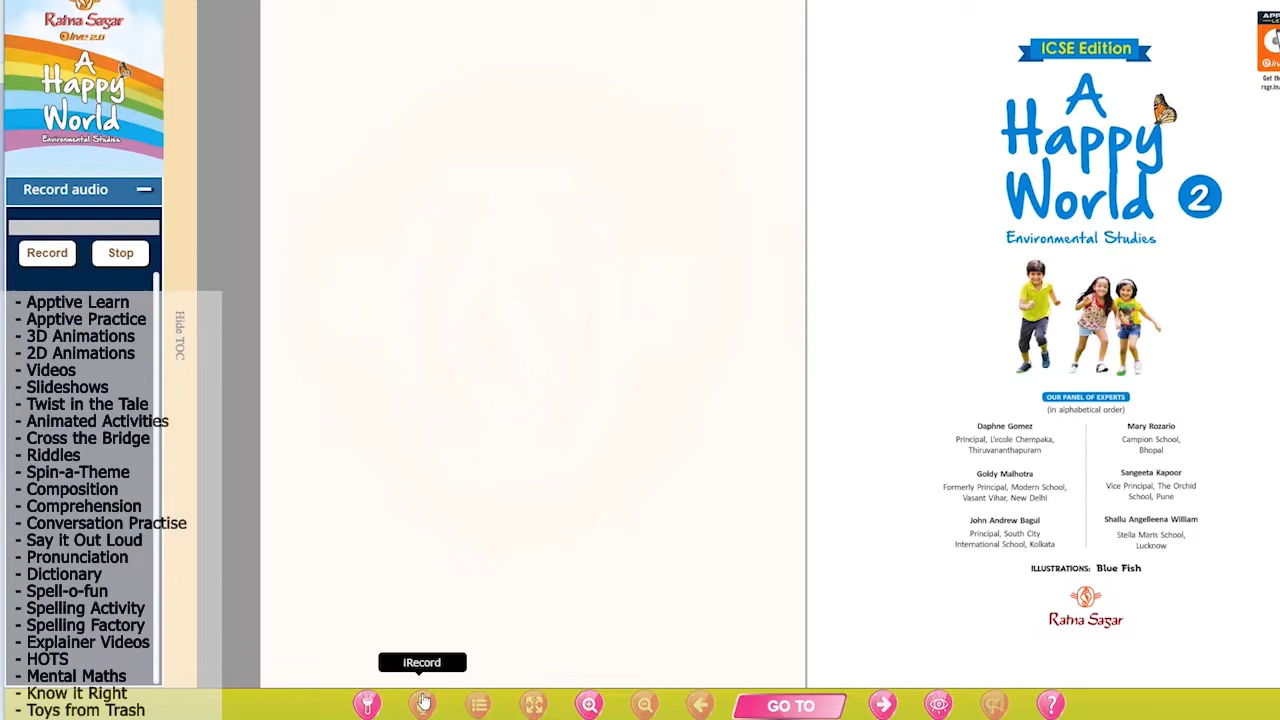 Ratna Sagar
live 2.0
A
Happy
World
Environmental Studies
Record audio
Record
Stop
- Apptive Learn
- Apptive Practice
- 3D Animations
- 2D Animations
- Videos
- Slideshows
- Twist in the Tale
- Animated Activities
- Cross the Bridge
- Riddles
- Spin-a-Theme
- Composition
- Comprehension
- Conversation Practise
- Say it Out Loud
- Pronunciation
- Dictionary
- Spell-o-fun
- Spelling Activity
- Spelling Factory
- Explainer Videos
- HOTS
- Mental Maths
- Know it Right
- Toys from Trash
Hide TOC
ICSE Edition
A
Happy
World 2
Environmental Studies
OUR PANEL OF EXPERTS
(in alphabetical order)
Daphne Gomez
Principal, L'ecole Chempaka,
Thiruvananthapuram
Goldy Malhotra
Formerly Principal, Modern School,
Vasant Vihar, New Delhi
John Andrew Bagul
Principal, South City
International School, Kolkata
Mary Rozario
Campion School,
Bhopal
Sangeeta Kapoor
Vice Principal, The Orchid
School, Pune
Shallu Angelleena William
Stella Maris School,
Lucknow
ILLUSTRATIONS: Blue Fish
Ratna Sagar
Get th
rsgr.in
iRecord
GO TO
?